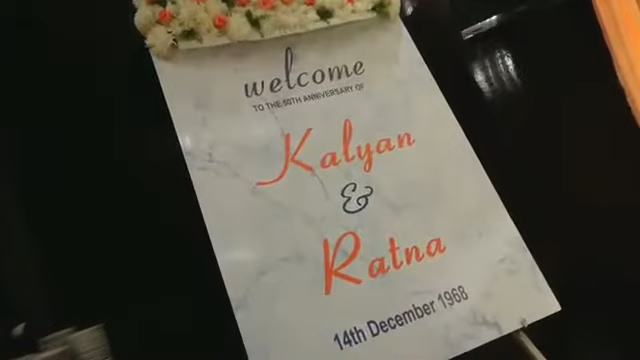 welcome
TO THE 50TH ANNIVERSARY OF
Kalyan
&
Ratna
14th December 1968